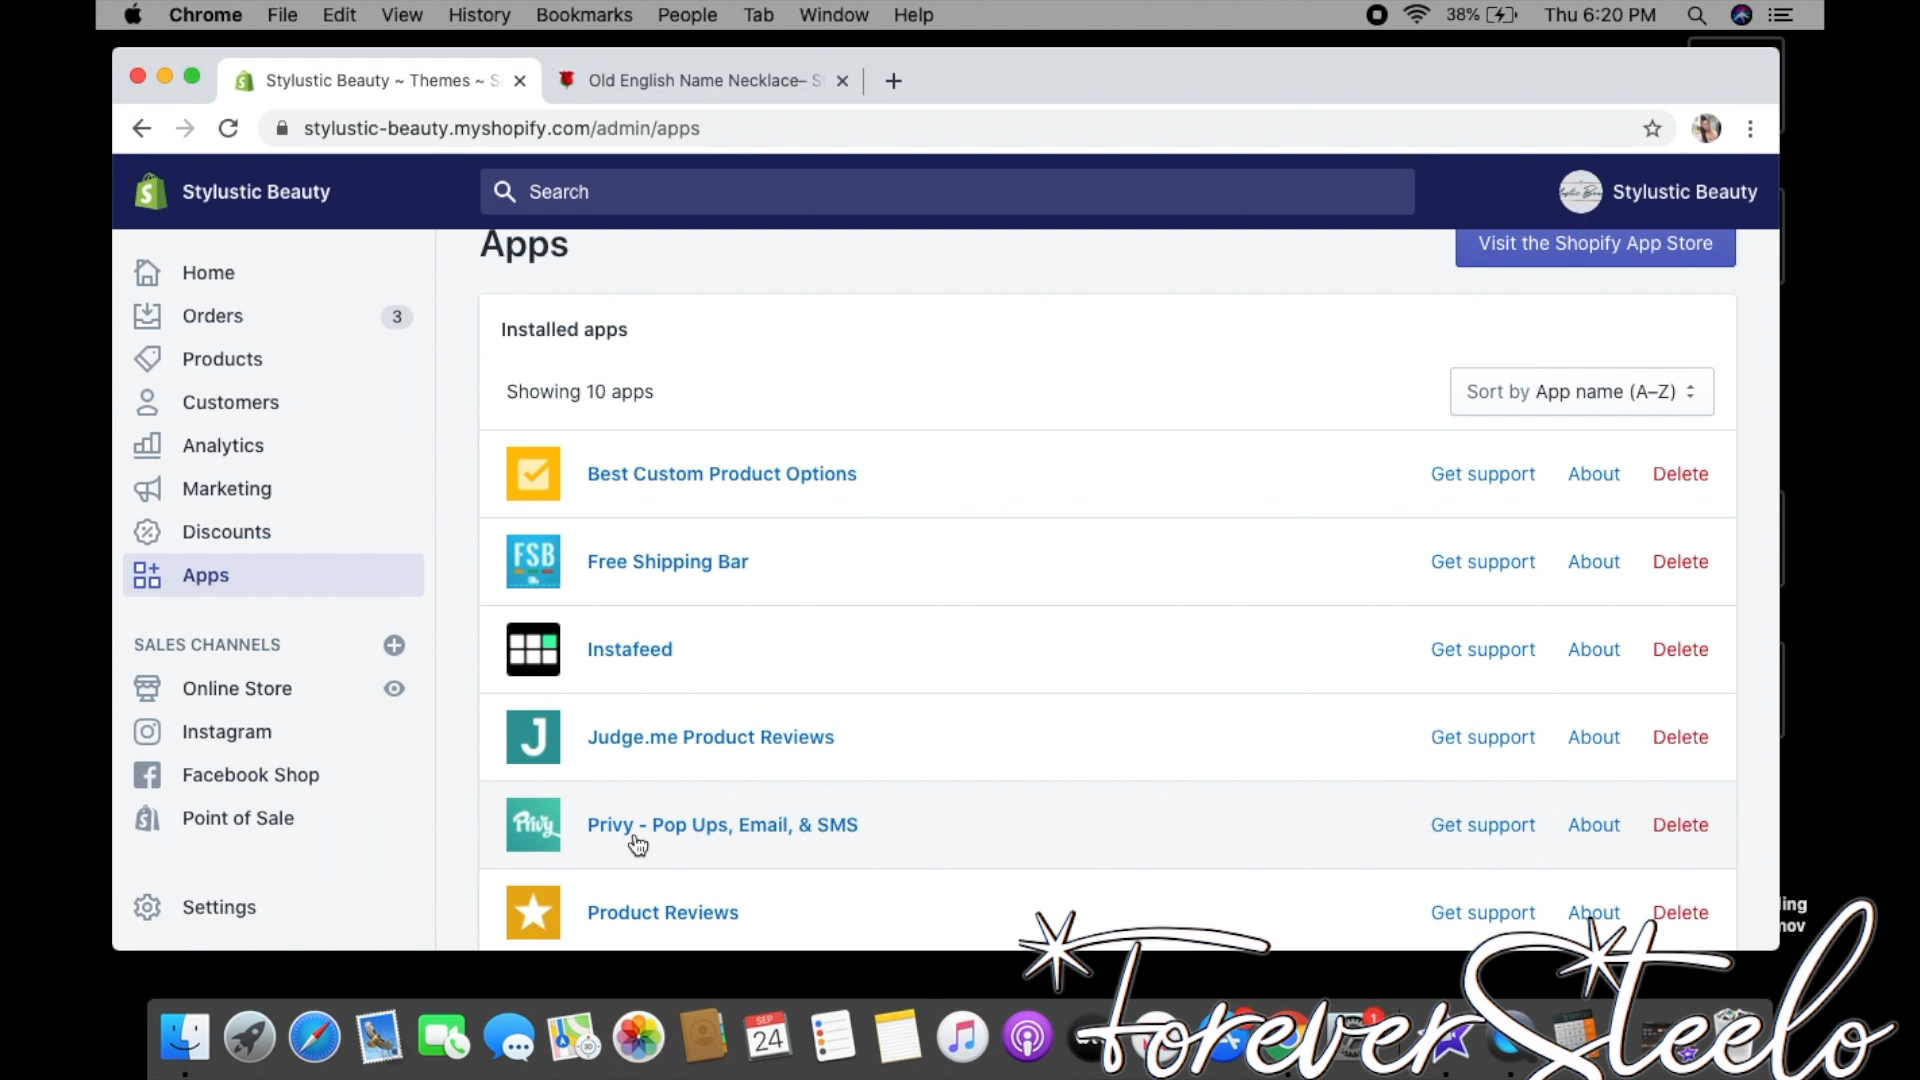 Chrome File Edit View History Bookmarks People Tab Window Help 38% Thu 6:20 PM
Stylustic Beauty ~ Themes ~ S Old English Name Necklace– S
stylustic-beauty.myshopify.com/admin/apps
Stylustic Beauty Search Stylustic Beauty
Apps Visit the Shopify App Store
Home
Orders 3
Products
Customers
Analytics
Marketing
Discounts
Apps
SALES CHANNELS
Online Store
Instagram
Facebook Shop
Point of Sale
Settings
Installed apps
Showing 10 apps Sort by App name (A–Z)
Best Custom Product Options Get support About Delete
FSB Free Shipping Bar Get support About Delete
Instafeed Get support About Delete
J Judge.me Product Reviews Get support About Delete
Privy Privy - Pop Ups, Email, & SMS Get support About Delete
Product Reviews Get support About Delete
ling
mov
SEP
24
1
*ForeverSteelo